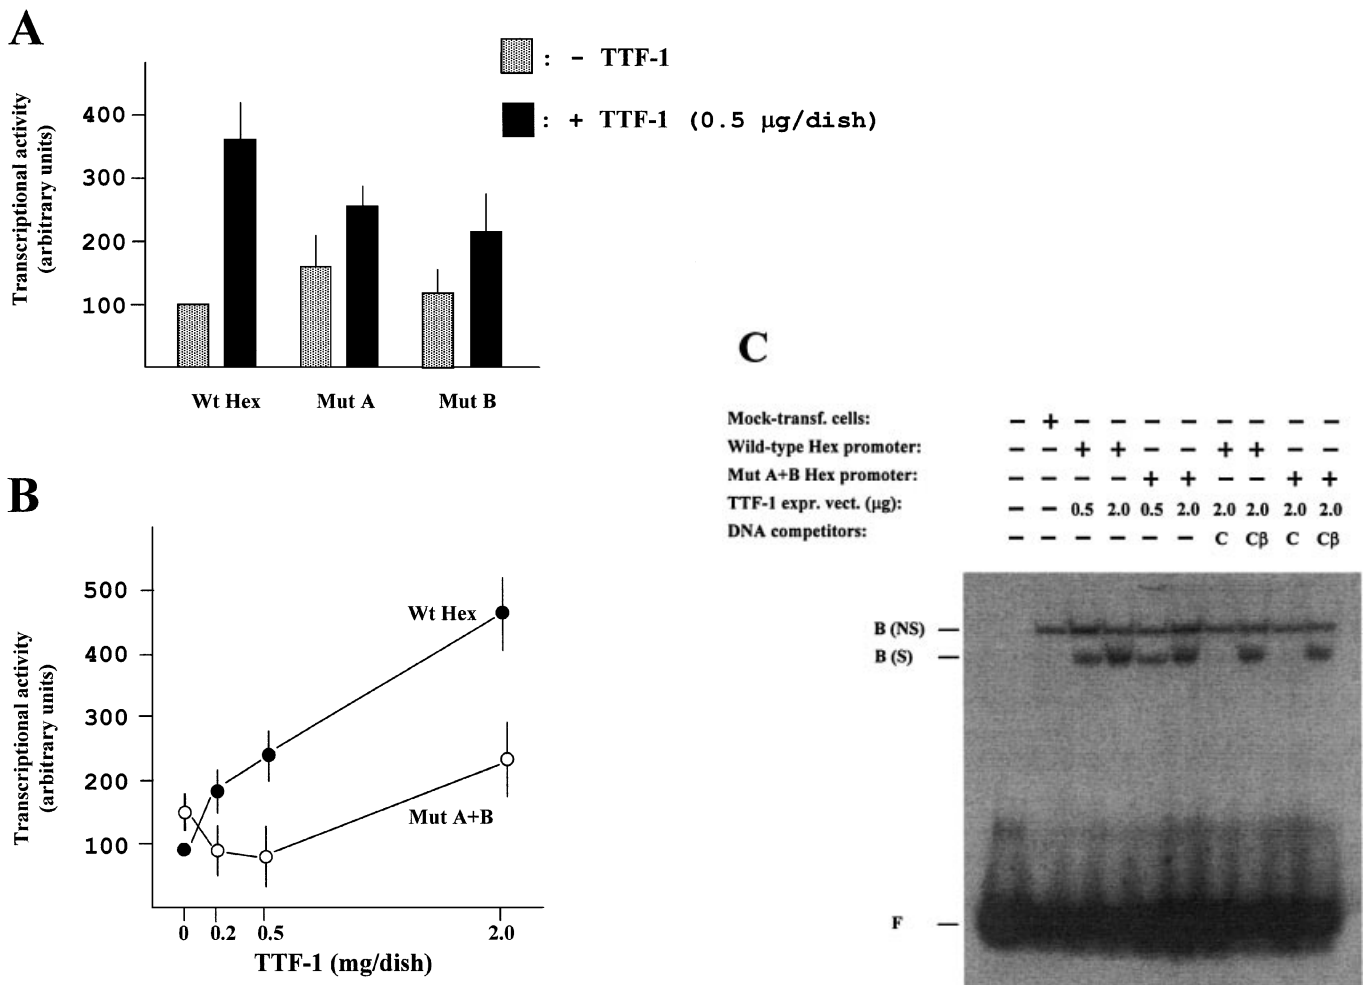 A
: - TTF-1
: + TTF-1 (0.5 µg/dish)
Transcriptional activity
(arbitrary units)
400
300
200
100
Wt Hex Mut A Mut B
B
Transcriptional activity
(arbitrary units)
500
400
300
200
100
Wt Hex
Mut A+B
0 0.2 0.5 2.0
TTF-1 (mg/dish)
C
Mock-transf. cells: - + - - - - - - - -
Wild-type Hex promoter: - - + + - - + + - -
Mut A+B Hex promoter: - - - - + + - - + +
TTF-1 expr. vect. (µg): - - 0.5 2.0 0.5 2.0 2.0 2.0 2.0 2.0
DNA competitors: - - - - - - C Cβ C Cβ
B (NS)
B (S)
F